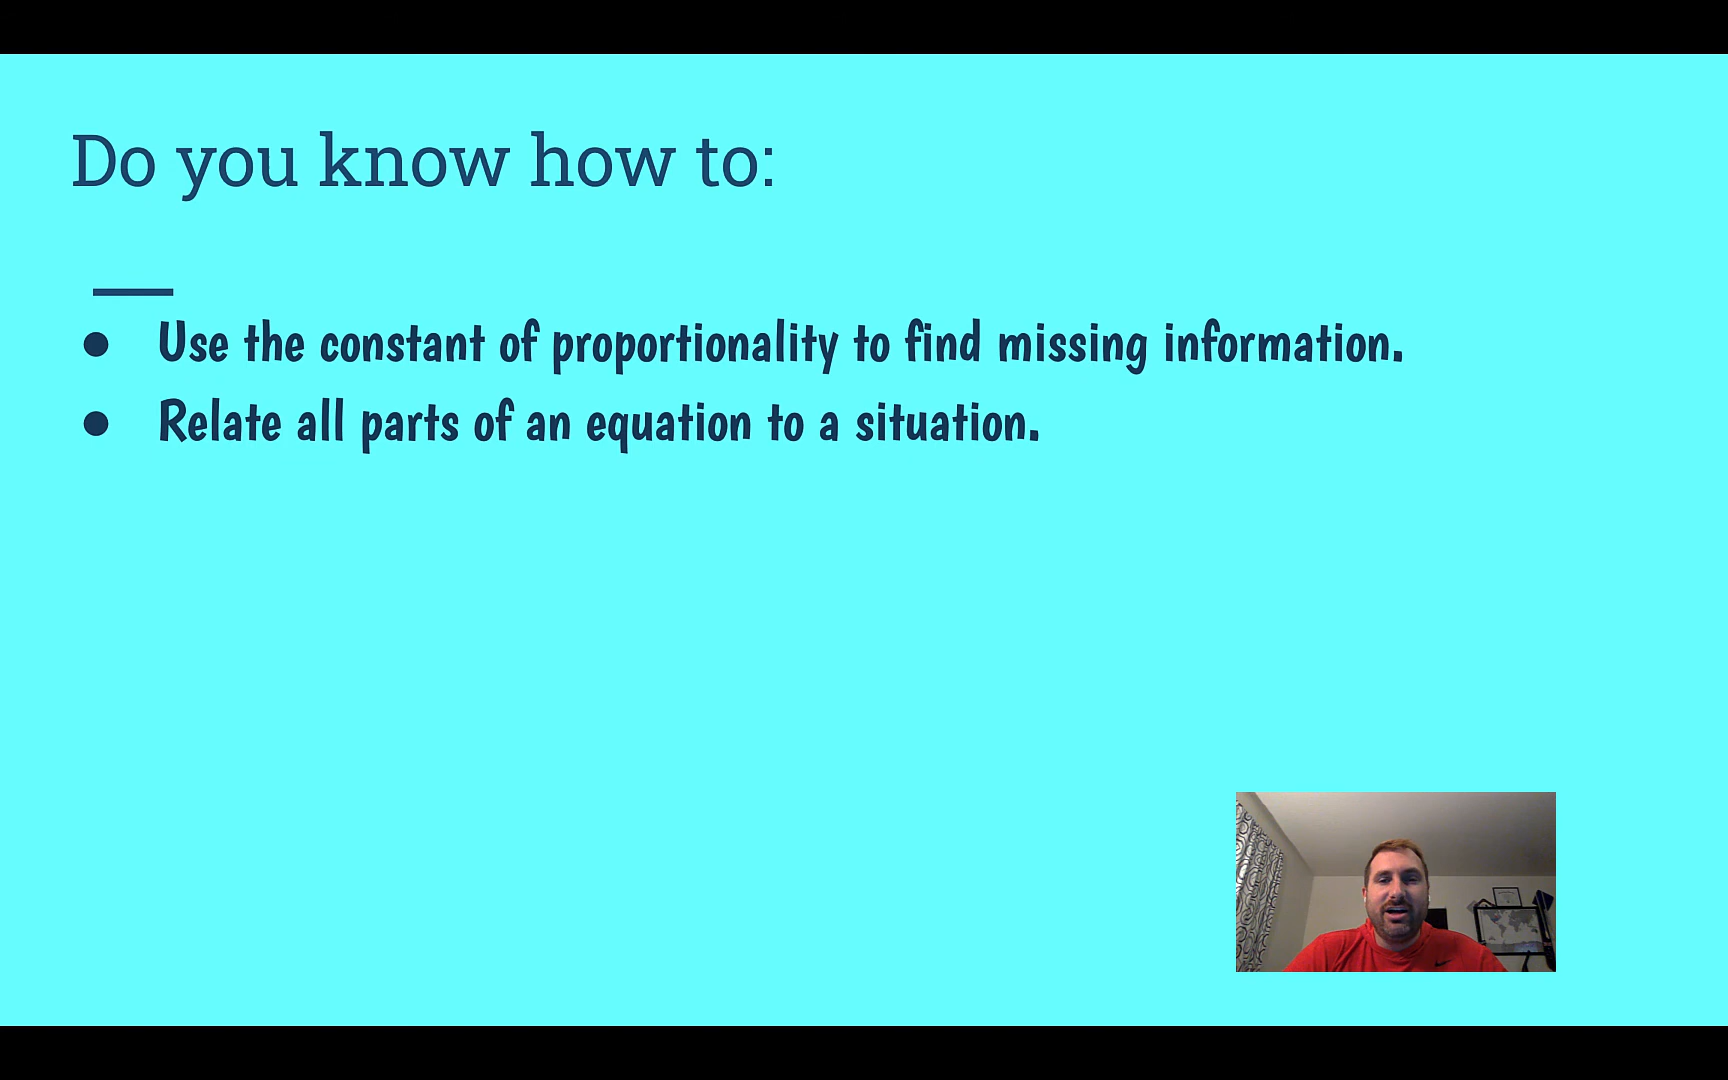 Do you know how to:
Use the constant of proportionality to find missing information.
Relate all parts of an equation to a situation.